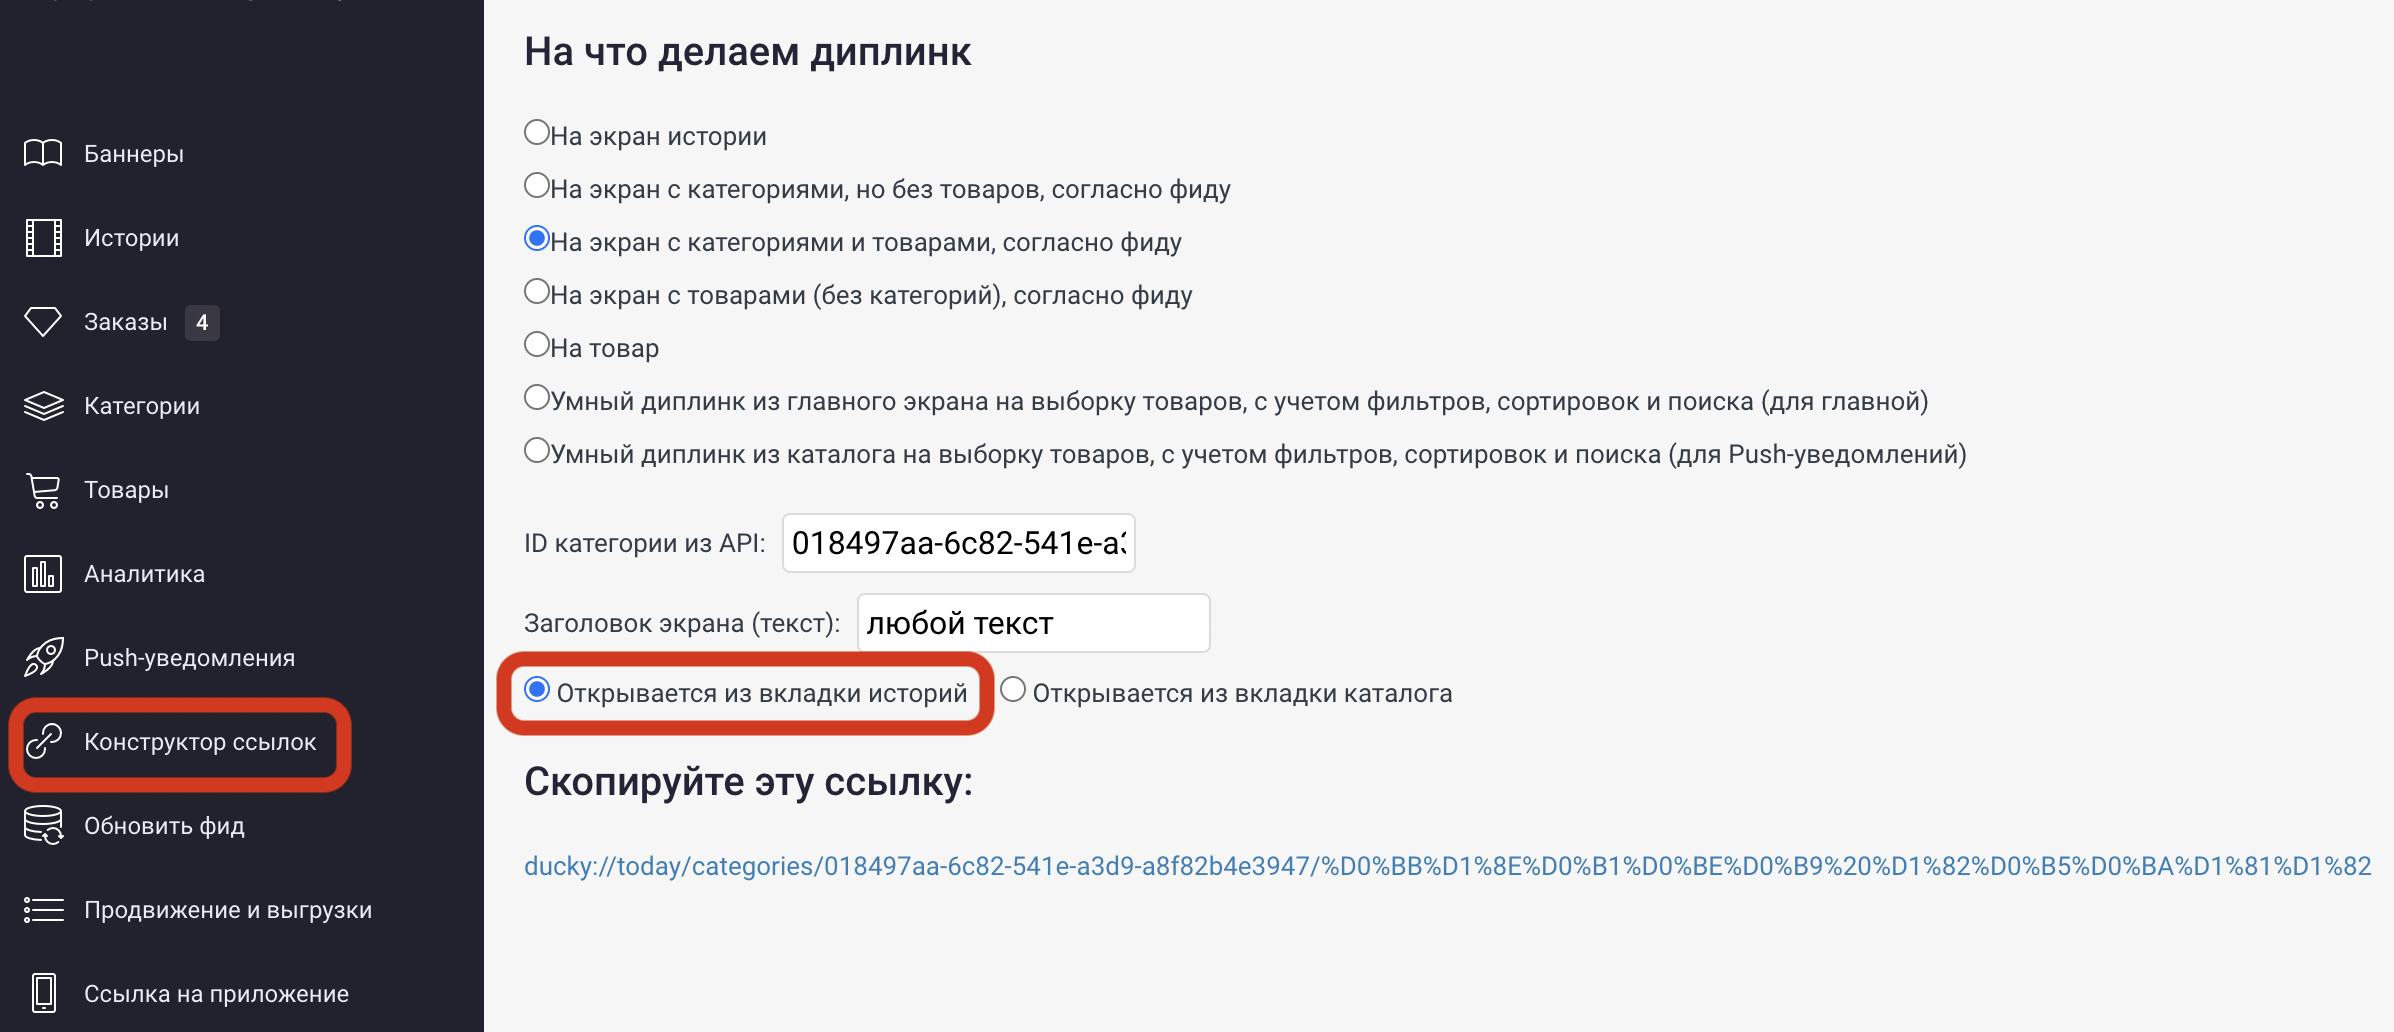 Баннеры
Истории
Заказы 4
Категории
Товары
Аналитика
Push-уведомления
Конструктор ссылок
Обновить фид
Продвижение и выгрузки
Ссылка на приложение
На что делаем диплинк
На экран истории
На экран с категориями, но без товаров, согласно фиду
На экран с категориями и товарами, согласно фиду
На экран с товарами (без категорий), согласно фиду
На товар
Умный диплинк из главного экрана на выборку товаров, с учетом фильтров, сортировок и поиска (для главной)
Умный диплинк из каталога на выборку товаров, с учетом фильтров, сортировок и поиска (для Push-уведомлений)
ID категории из API: 018497aa-6c82-541e-a3
Заголовок экрана (текст): любой текст
Открывается из вкладки историй Открывается из вкладки каталога
Скопируйте эту ссылку:
ducky://today/categories/018497aa-6c82-541e-a3d9-a8f82b4e3947/%D0%BB%D1%8E%D0%B1%D0%BE%D0%B9%20%D1%82%D0%B5%D0%BA%D1%81%D1%82